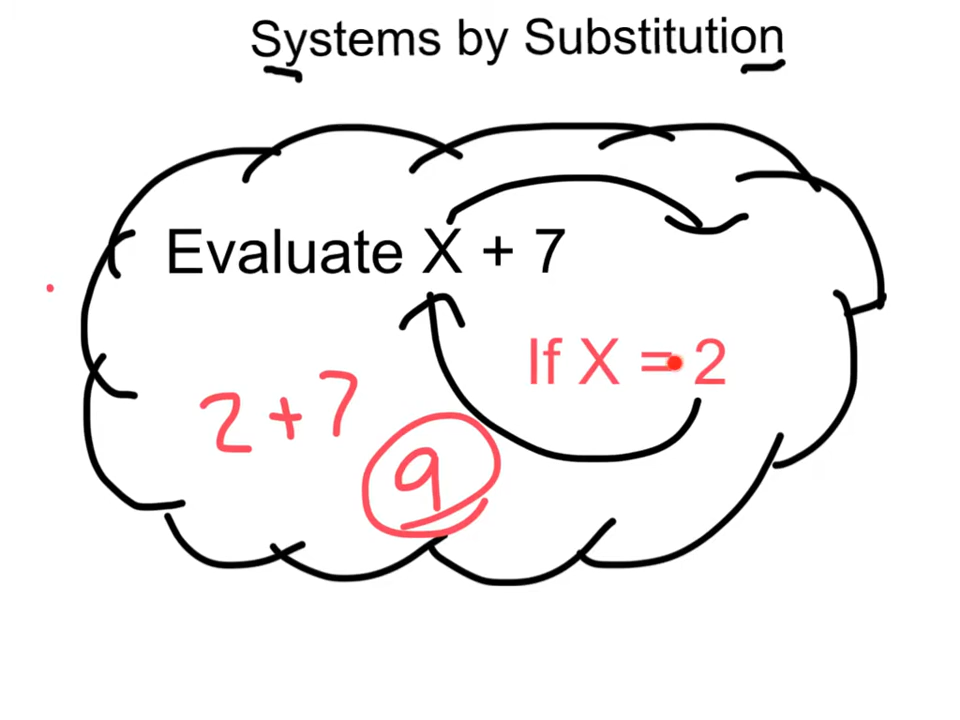 Systems by Substitution
Evaluate X + 7
If X = 2
2 + 7
9